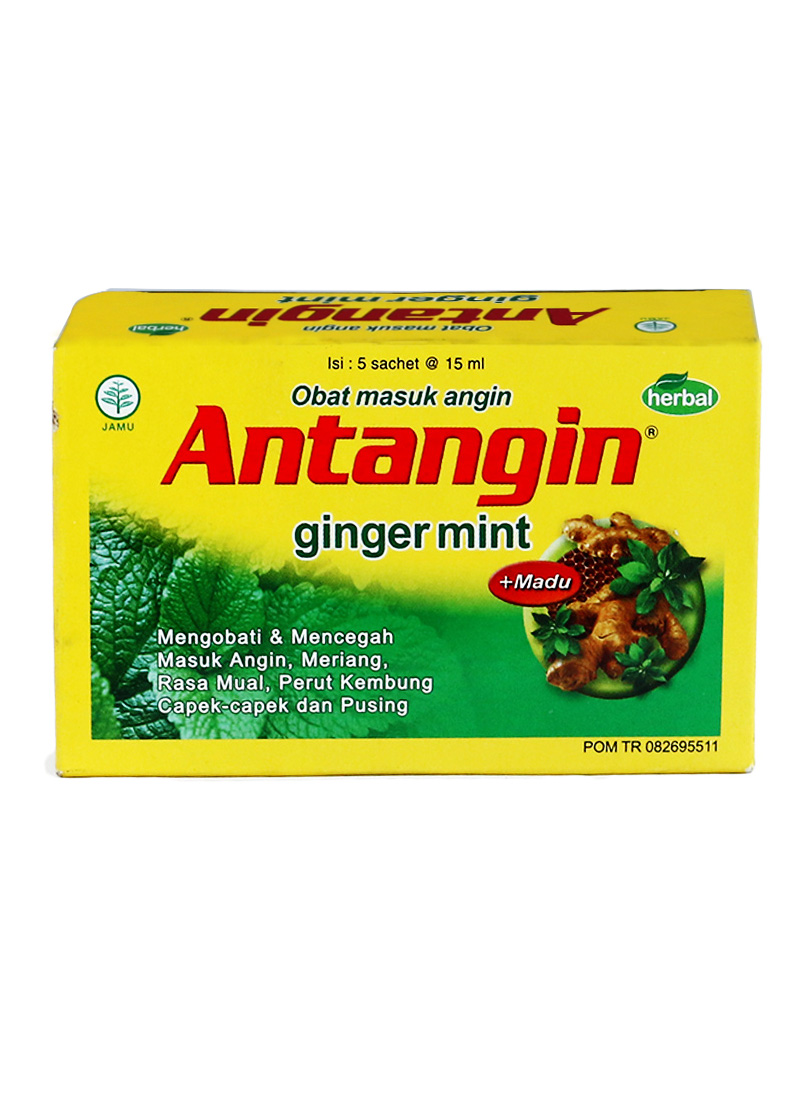 Obat masuk angin
Antangin®
ginger mint
herbal
JAMU
Isi : 5 sachet @ 15 ml
Obat masuk angin
JAMU
herbal
Antangin®
ginger mint
+Madu
Mengobati & Mencegah
Masuk Angin, Meriang,
Rasa Mual, Perut Kembung
Capek-capek dan Pusing
POM TR 082695511